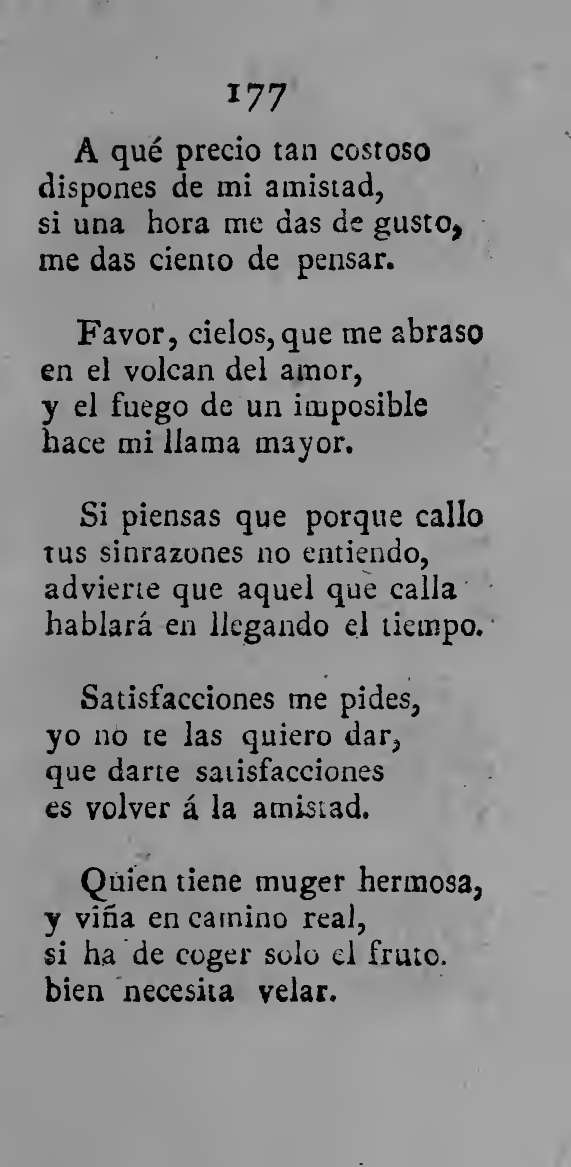 177
A qué precio tan costoso
dispones de mi amistad,
si una hora me das de gusto,
me das ciento de pensar.
Favor, cielos, que me abraso
en el volcan del amor,
y el fuego de un imposible
hace mi llama mayor.
Si piensas que porque callo
tus sinrazones no entiendo,
advierte que aquel que calla
hablará en llegando el tiempo.
Satisfacciones me pides,
yo no te las quiero dar,
que darte satisfacciones
es volver á la amistad.
Quien tiene muger hermosa,
y viña en camino real,
si ha de coger solo el fruto.
bien necesita velar.